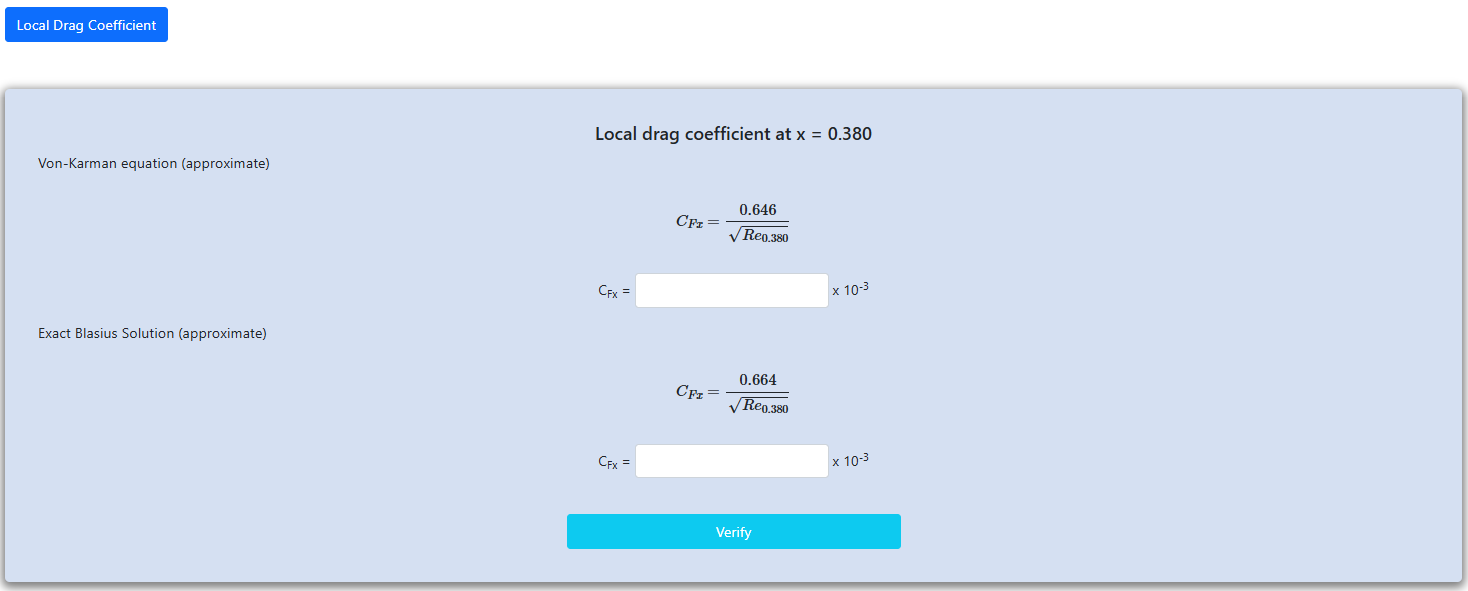 Local Drag Coefficient
Local drag coefficient at x = 0.380
Von-Karman equation (approximate)
C_{Fx} = \frac{0.646}{\sqrt{Re_{0.380}}}
C_{Fx} = x 10^{-3}
Exact Blasius Solution (approximate)
C_{Fx} = \frac{0.664}{\sqrt{Re_{0.380}}}
C_{Fx} = x 10^{-3}
Verify